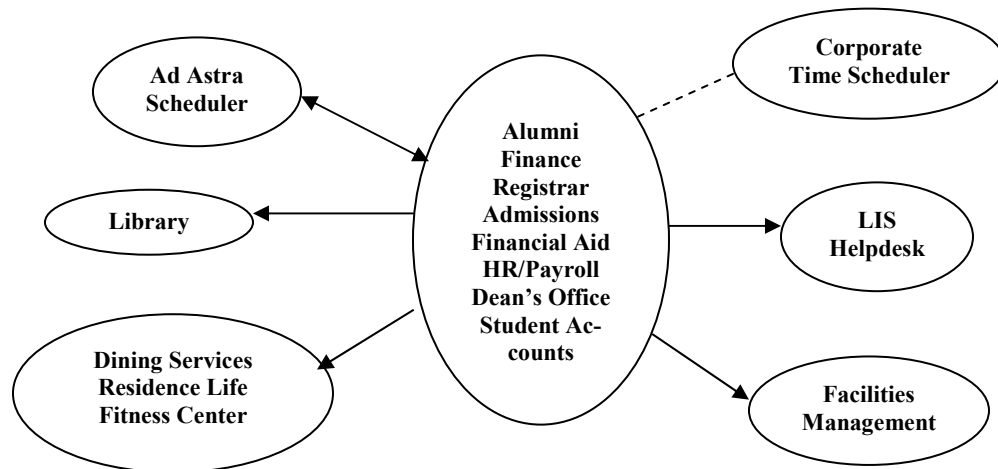 Ad Astra
Scheduler
Library
Dining Services
Residence Life
Fitness Center
Alumni
Finance
Registrar
Admissions
Financial Aid
HR/Payroll
Dean's Office
Student Ac-
counts
Corporate
Time Scheduler
LIS
Helpdesk
Facilities
Management